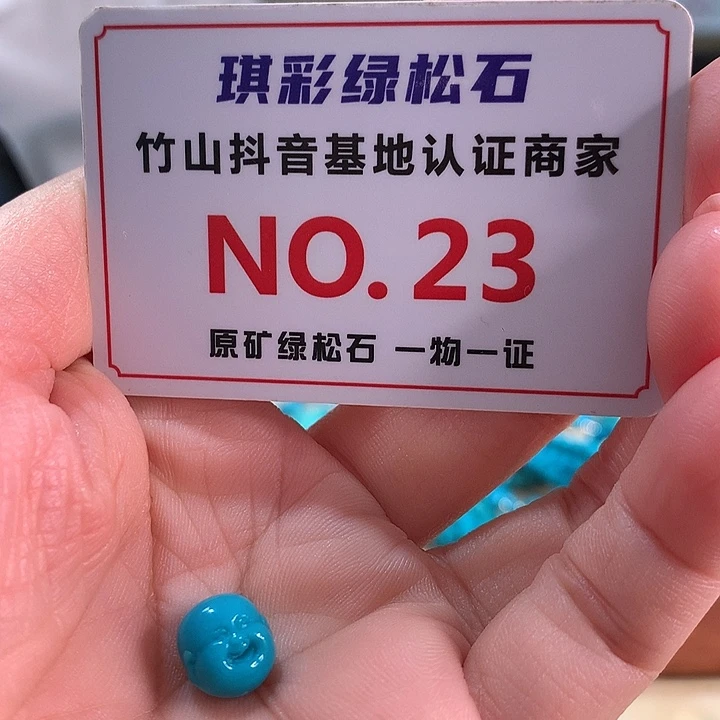 琪彩绿松石
竹山抖音基地认证商家
NO.23
原矿绿松石 一物一证